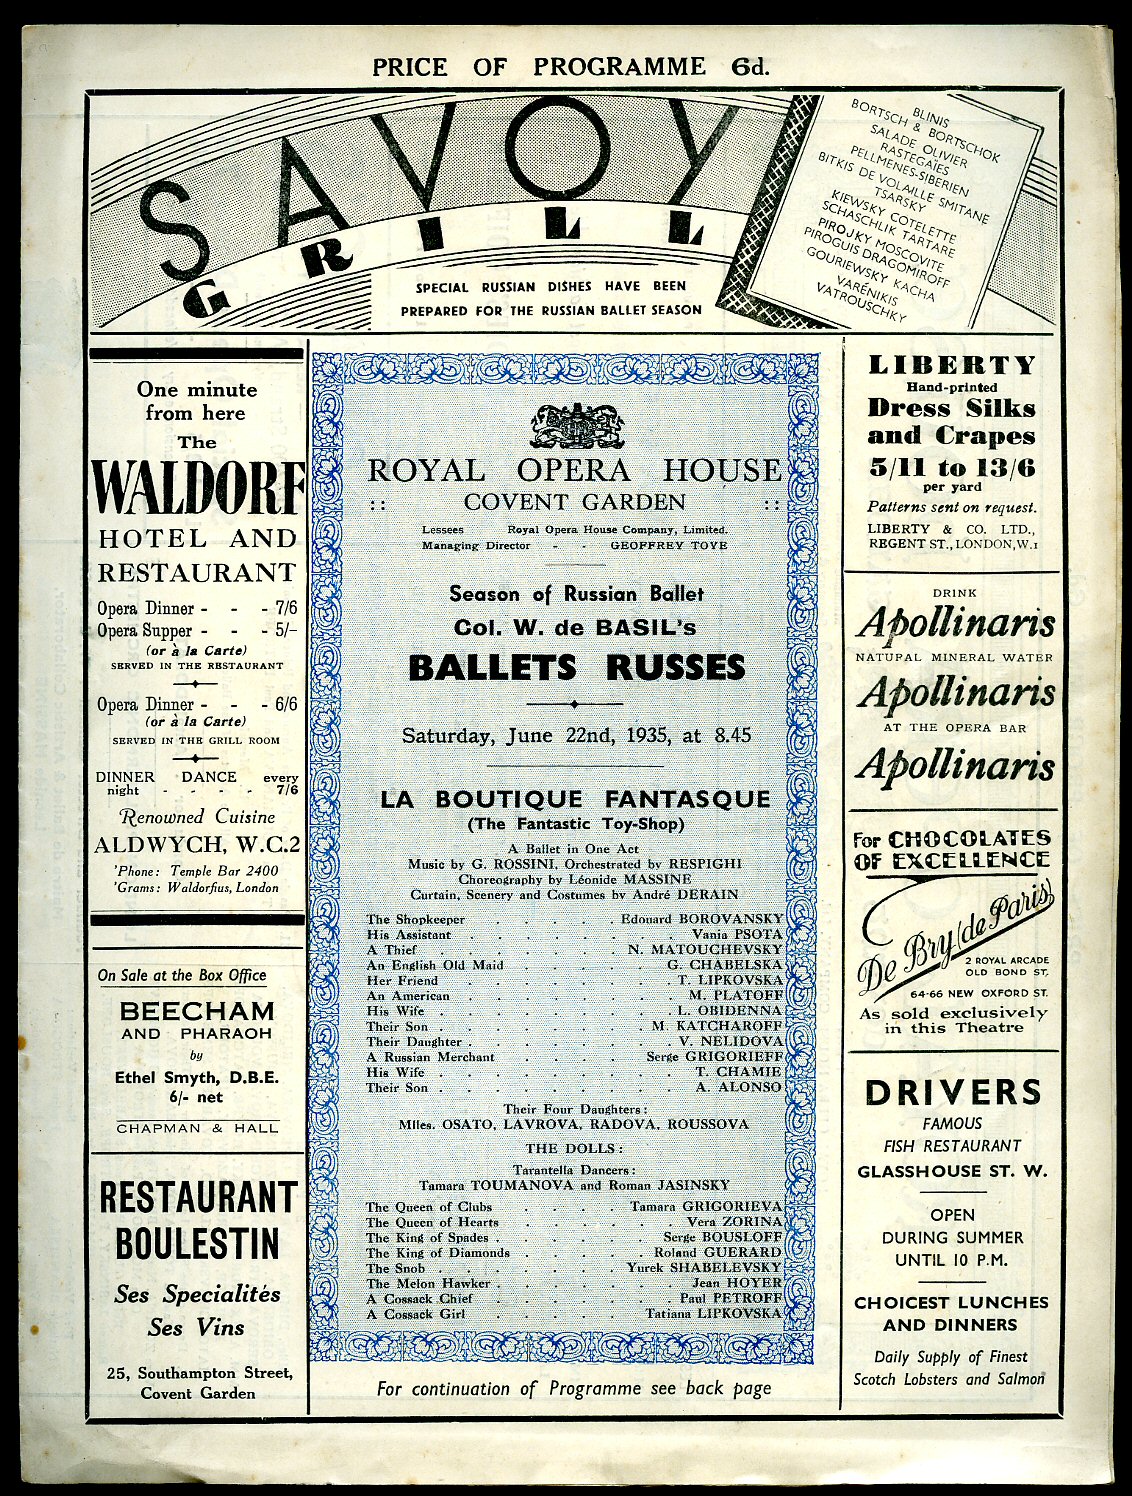 PRICE OF PROGRAMME 6d.
SAVOY
GRILL
SPECIAL RUSSIAN DISHES HAVE BEEN
PREPARED FOR THE RUSSIAN BALLET SEASON
BLINIS
BORTSCH & BORTSCHOK
SALADE OLIVIER
RASTEGAÏES
PELLMENES-SIBERIEN
BITKIS DE VOLAILLE SMITANE
TSARSKY
KIEWSKY COTELETTE
SCHASCHLIK TARTARE
PIROJKY MOSCOVITE
PIROGUIS DRAGOMIROFF
GOURIEWSKY KACHA
VARÉNIKIS
VATROUSCHKY
One minute
from here
The
WALDORF
HOTEL AND
RESTAURANT
Opera Dinner - - - 7/6
Opera Supper - - - 5/-
(or à la Carte)
SERVED IN THE RESTAURANT
Opera Dinner - - - 6/6
(or à la Carte)
SERVED IN THE GRILL ROOM
DINNER DANCE every
night - - - - 7/6
Renowned Cuisine
ALDWYCH, W.C.2
'Phone: Temple Bar 2400
'Grams: Waldorfius, London
On Sale at the Box Office
BEECHAM
AND PHARAOH
by
Ethel Smyth, D.B.E.
6/- net
CHAPMAN & HALL
RESTAURANT
BOULESTIN
Ses Specialités
Ses Vins
25, Southampton Street,
Covent Garden
ROYAL OPERA HOUSE
:: COVENT GARDEN ::
Lessees Royal Opera House Company, Limited.
Managing Director - - GEOFFREY TOYE
Season of Russian Ballet
Col. W. de BASIL's
BALLETS RUSSES
Saturday, June 22nd, 1935, at 8.45
LA BOUTIQUE FANTASQUE
(The Fantastic Toy-Shop)
A Ballet in One Act
Music by G. ROSSINI, Orchestrated by RESPIGHI
Choreography by Léonide MASSINE
Curtain, Scenery and Costumes by André DERAIN
The Shopkeeper . . . . Edouard BOROVANSKY
His Assistant . . . . . . . Vania PSOTA
A Thief . . . . . . N. MATOUCHEVSKY
An English Old Maid . . . . . G. CHABELSKA
Her Friend . . . . . . . T. LIPKOVSKA
An American . . . . . . . M. PLATOFF
His Wife . . . . . . . . L. OBIDENNA
Their Son . . . . . . . M. KATCHAROFF
Their Daughter . . . . . . . V. NELIDOVA
A Russian Merchant . . . . Serge GRIGORIEFF
His Wife . . . . . . . . T. CHAMIE
Their Son . . . . . . . . A. ALONSO
Their Four Daughters:
Mlles. OSATO, LAVROVA, RADOVA, ROUSSOVA
THE DOLLS:
Tarantella Dancers:
Tamara TOUMANOVA and Roman JASINSKY
The Queen of Clubs . . . . Tamara GRIGORIEVA
The Queen of Hearts . . . . . . Vera ZORINA
The King of Spades . . . . . Serge BOUSLOFF
The King of Diamonds . . . . . Roland GUERARD
The Snob . . . . . . . Yurek SHABELEVSKY
The Melon Hawker . . . . . . Jean HOYER
A Cossack Chief . . . . . . . Paul PETROFF
A Cossack Girl . . . . . Tatiana LIPKOVSKA
For continuation of Programme see back page
LIBERTY
Hand-printed
Dress Silks
and Crapes
5/11 to 13/6
per yard
Patterns sent on request.
LIBERTY & CO. LTD.,
REGENT ST., LONDON, W.1
DRINK
Apollinaris
NATUPAL MINERAL WATER
Apollinaris
AT THE OPERA BAR
Apollinaris
For CHOCOLATES
OF EXCELLENCE
De Bry (de Paris)
2 ROYAL ARCADE
OLD BOND ST.
64-66 NEW OXFORD ST.
As sold exclusively
in this Theatre
DRIVERS
FAMOUS
FISH RESTAURANT
GLASSHOUSE ST. W.
OPEN
DURING SUMMER
UNTIL 10 P.M.
CHOICEST LUNCHES
AND DINNERS
Daily Supply of Finest
Scotch Lobsters and Salmon